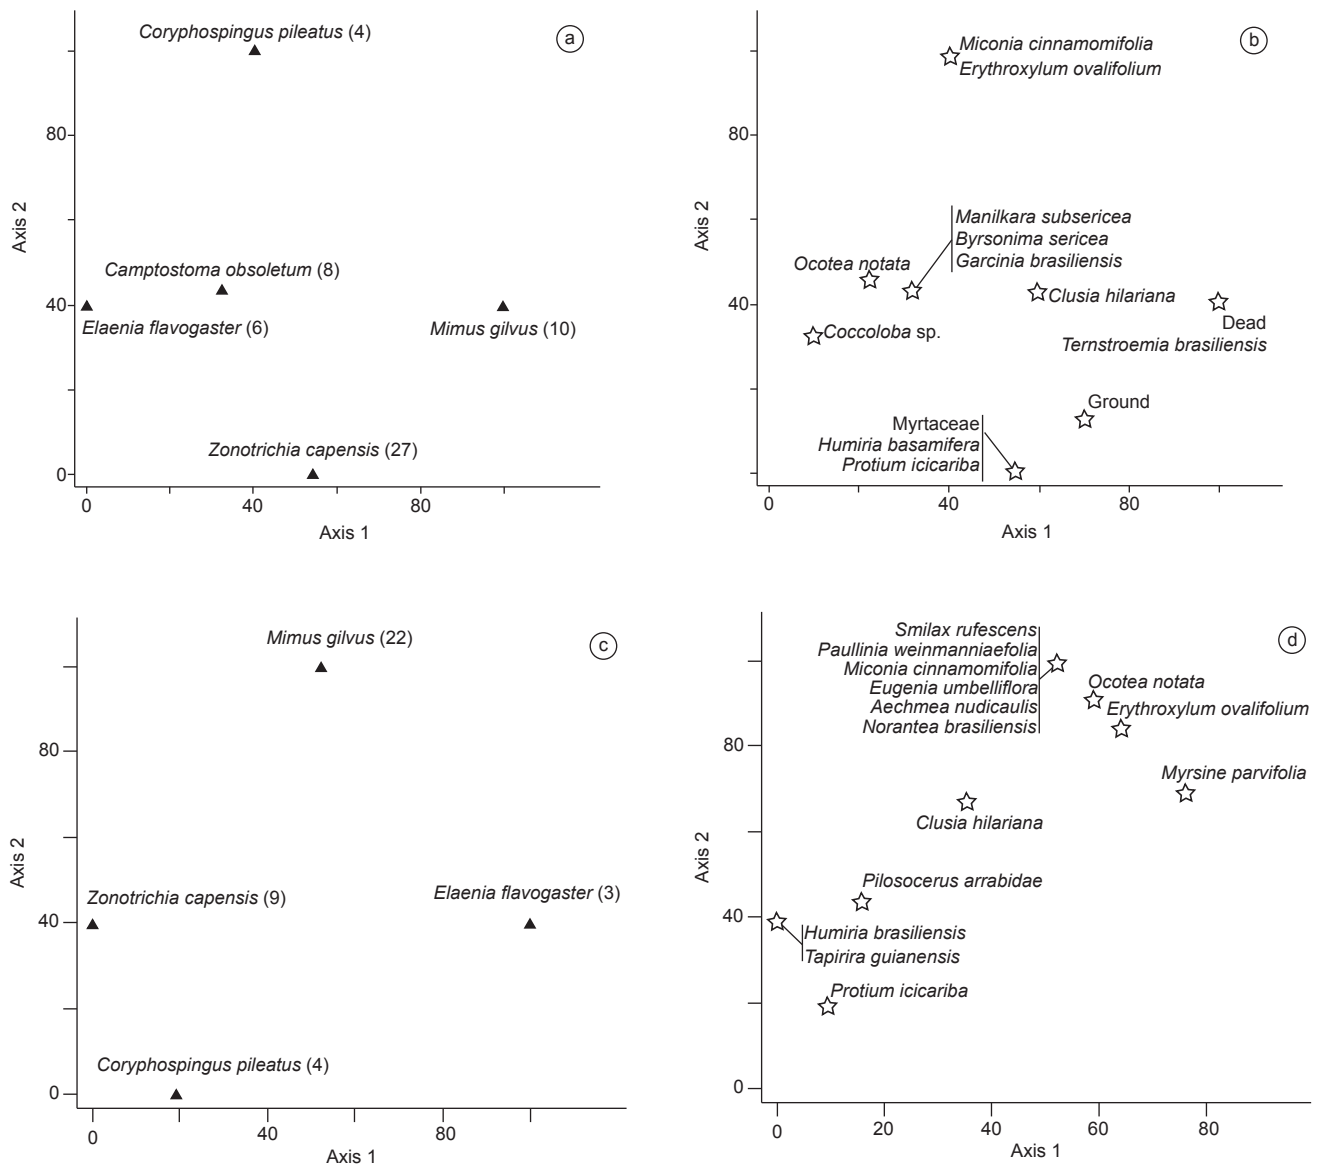 Coryphospingus pileatus (4)
a
80
Axis 2
Camptostoma obsoletum (8)
40
Elaenia flavogaster (6)
Mimus gilvus (10)
Zonotrichia capensis (27)
0
0
40
80
Axis 1
Miconia cinnamomifolia
b
Erythroxylum ovalifolium
80
Axis 2
Manilkara subsericea
Byrsonima sericea
Garcinia brasiliensis
Ocotea notata
Clusia hilariana
40
Dead
Coccoloba sp.
Ternstroemia brasiliensis
Ground
Myrtaceae
Humiria basamifera
Protium icicariba
0
40
80
Axis 1
Mimus gilvus (22)
c
80
Axis 2
Zonotrichia capensis (9)
Elaenia flavogaster (3)
40
Coryphospingus pileatus (4)
0
0
40
80
Axis 1
Smilax rufescens
d
Paullinia weinmanniaefolia
Miconia cinnamomifolia
Eugenia umbelliflora
Aechmea nudicaulis
Norantea brasiliensis
Ocotea notata
Erythroxylum ovalifolium
80
Myrsine parvifolia
Clusia hilariana
Axis 2
Pilosocerus arrabidae
40
Humiria brasiliensis
Tapirira guianensis
Protium icicariba
0
0
20
40
60
80
Axis 1